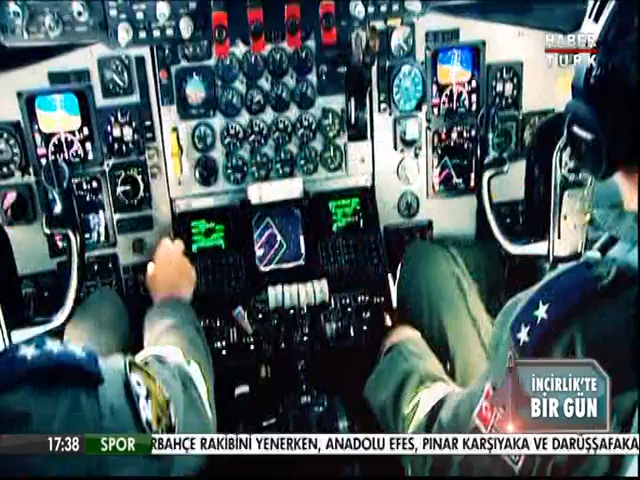 HABER
TÜRK
İNCİRLİK'TE
BİR GÜN
17:38 SPOR RBAHÇE RAKİBİNİ YENERKEN, ANADOLU EFES, PINAR KARŞIYAKA VE DARÜŞŞAFAKA